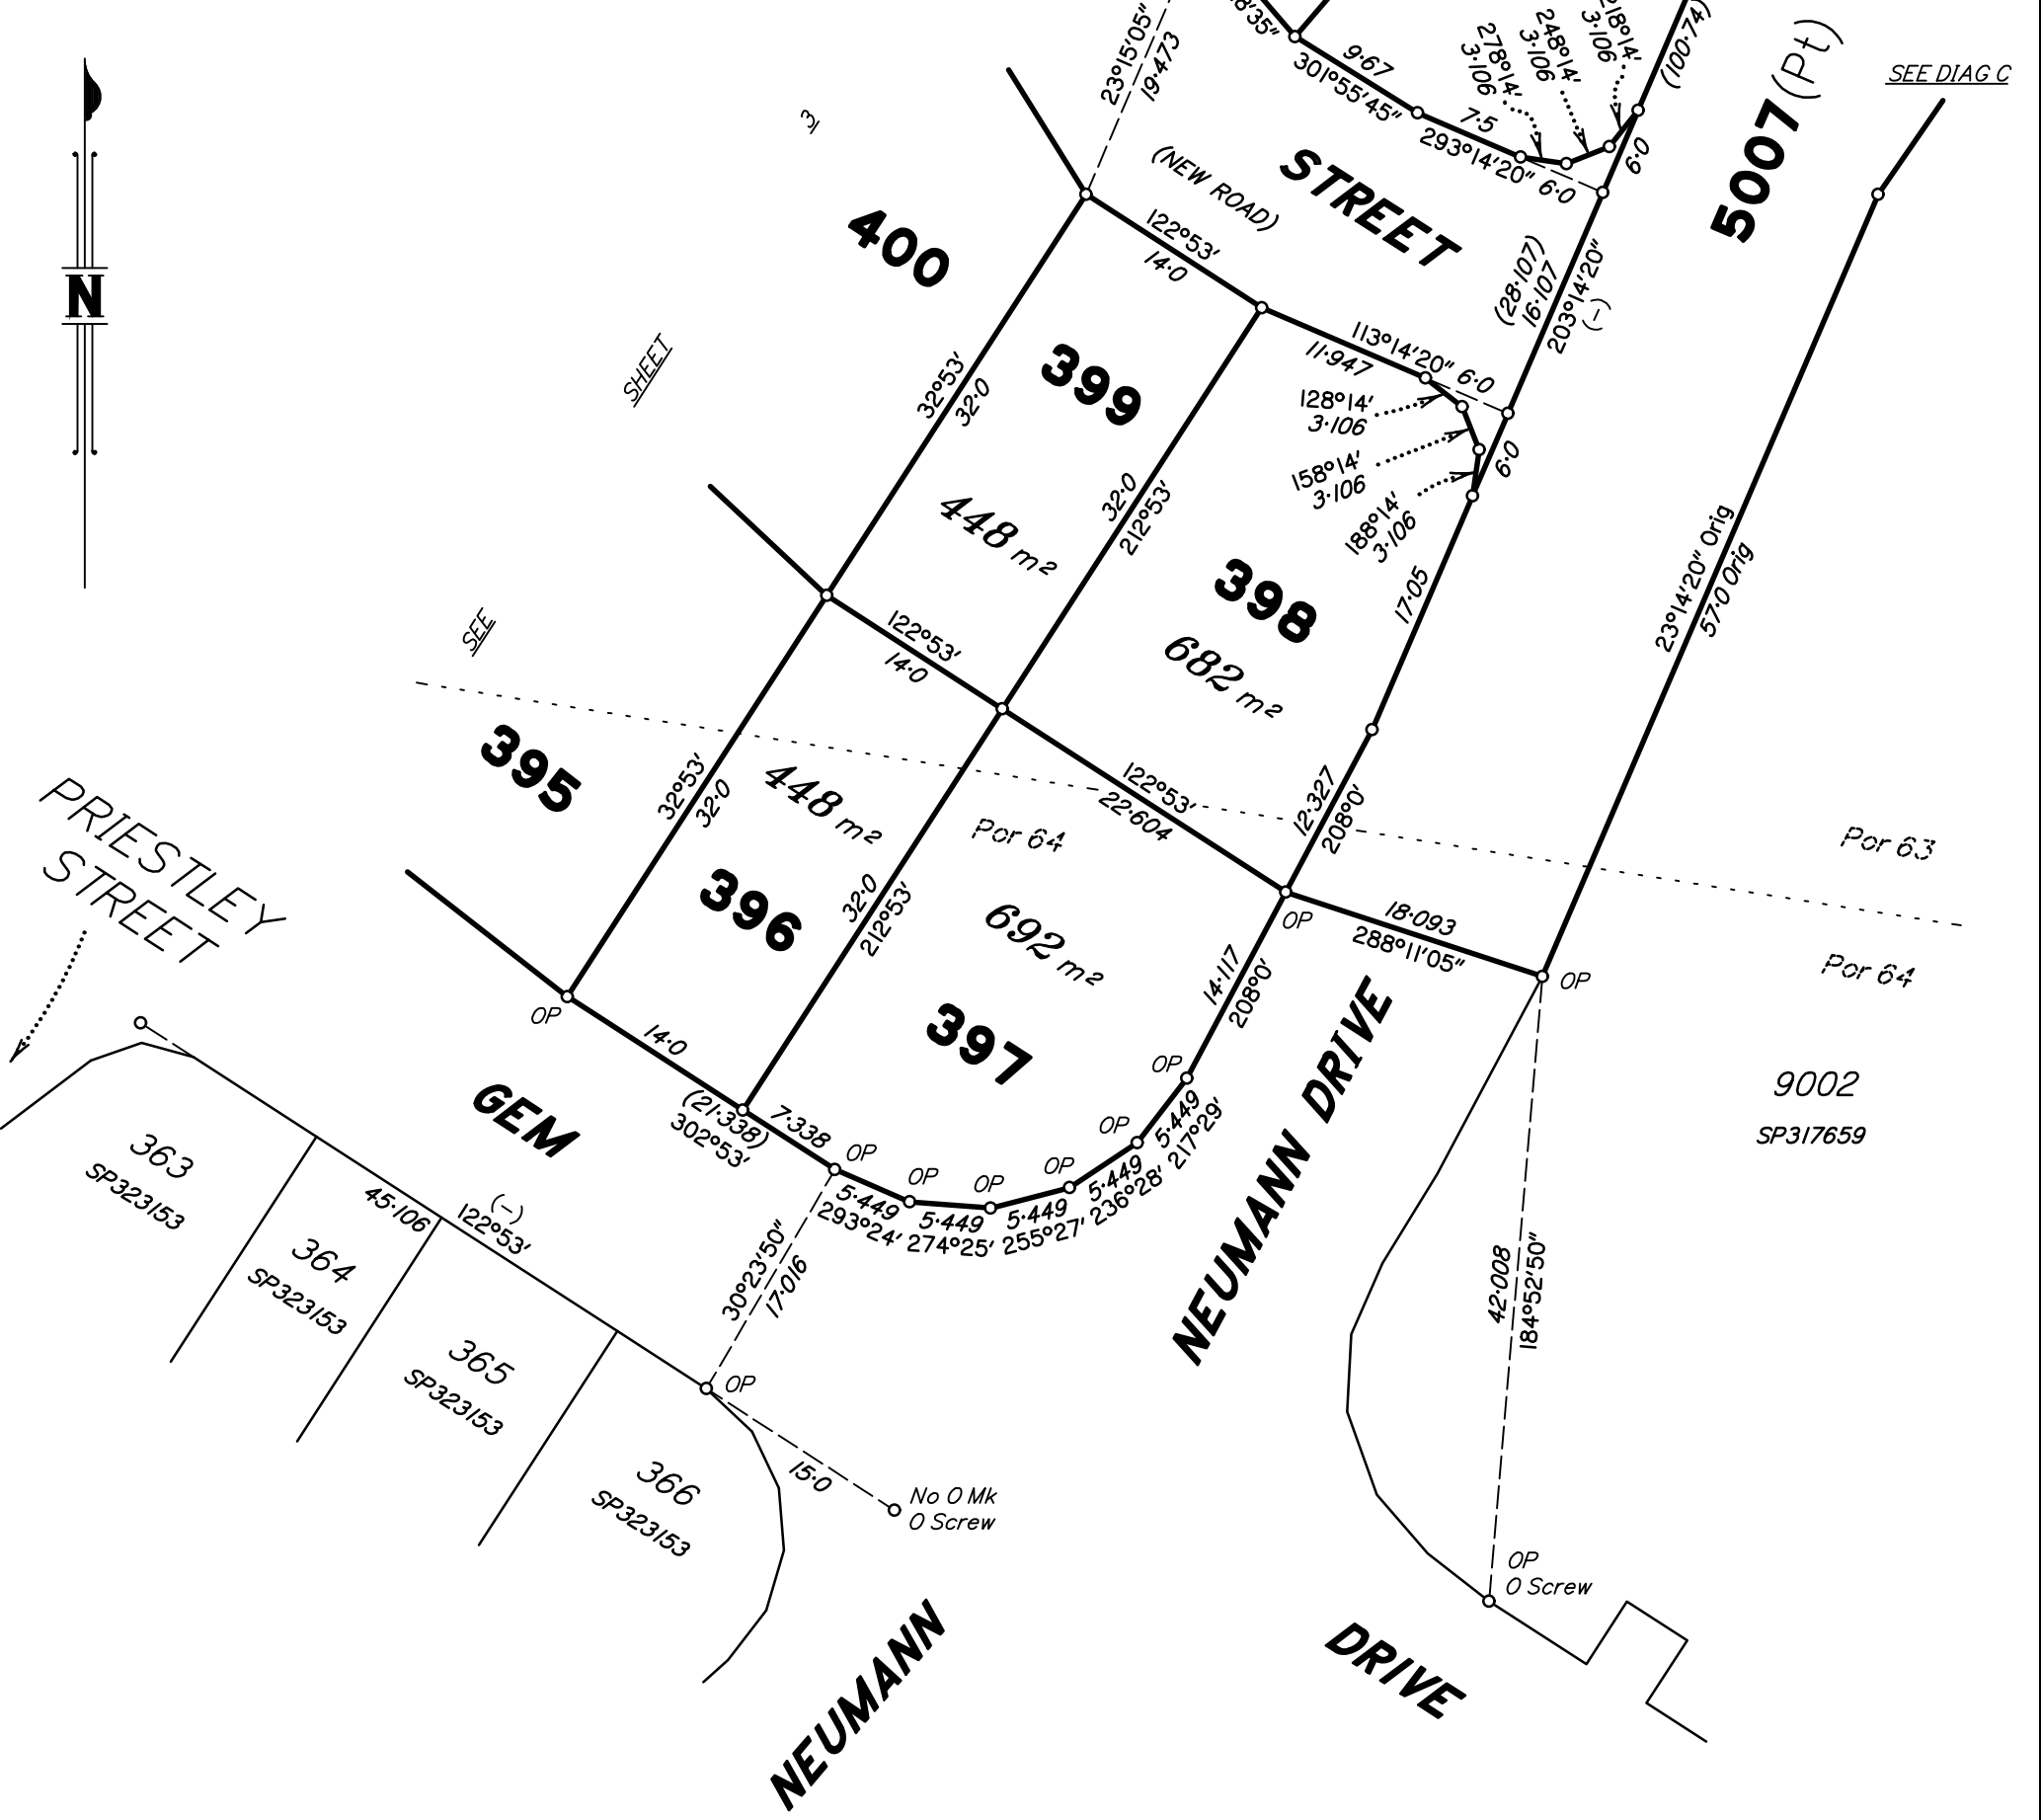 23°15'05"
19·473
9·67
301°55'45"
7·5
293°14'20"
6·0
278°14'
3·106
248°14'
3·106
218°14'
3·106
(100·74)
6·0
5007 (Pt)
SEE DIAG C
3
SHEET
SEE
N
400
(NEW ROAD)
STREET
122°53'
14·0
(28·107)
16·107
203°14'20"
(–)
113°14'20"
11·947
6·0
128°14'
3·106
158°14'
3·106
188°14'
3·106
6·0
32°53'
32·0
399
448 m²
32·0
212°53'
398
682 m²
17·05
23°14'20" Orig
57·0 Orig
122°53'
14·0
395
32°53'
32·0
448 m²
396
Por 64
122°53'
22·604
12·327
208°0'
Por 63
Por 64
PRIESTLEY
STREET
32·0
212°53'
692 m²
397
OP
18·093
288°11'05"
OP
14·117
208°0'
NEUMANN DRIVE
9002
SP317659
OP
14·0
GEM
(21·338)
302°53'
7·338
OP
OP
OP
OP
OP
OP
5·449
293°24'
5·449
274°25'
5·449
255°27'
5·449
236°28'
5·449
217°29'
363
SP323153
45·106
(–)
122°53'
364
SP323153
365
SP323153
366
SP323153
30°23'50"
17·016
OP
15·0
No O Mk
O Screw
42·008
184°52'50"
OP
O Screw
NEUMANN
DRIVE